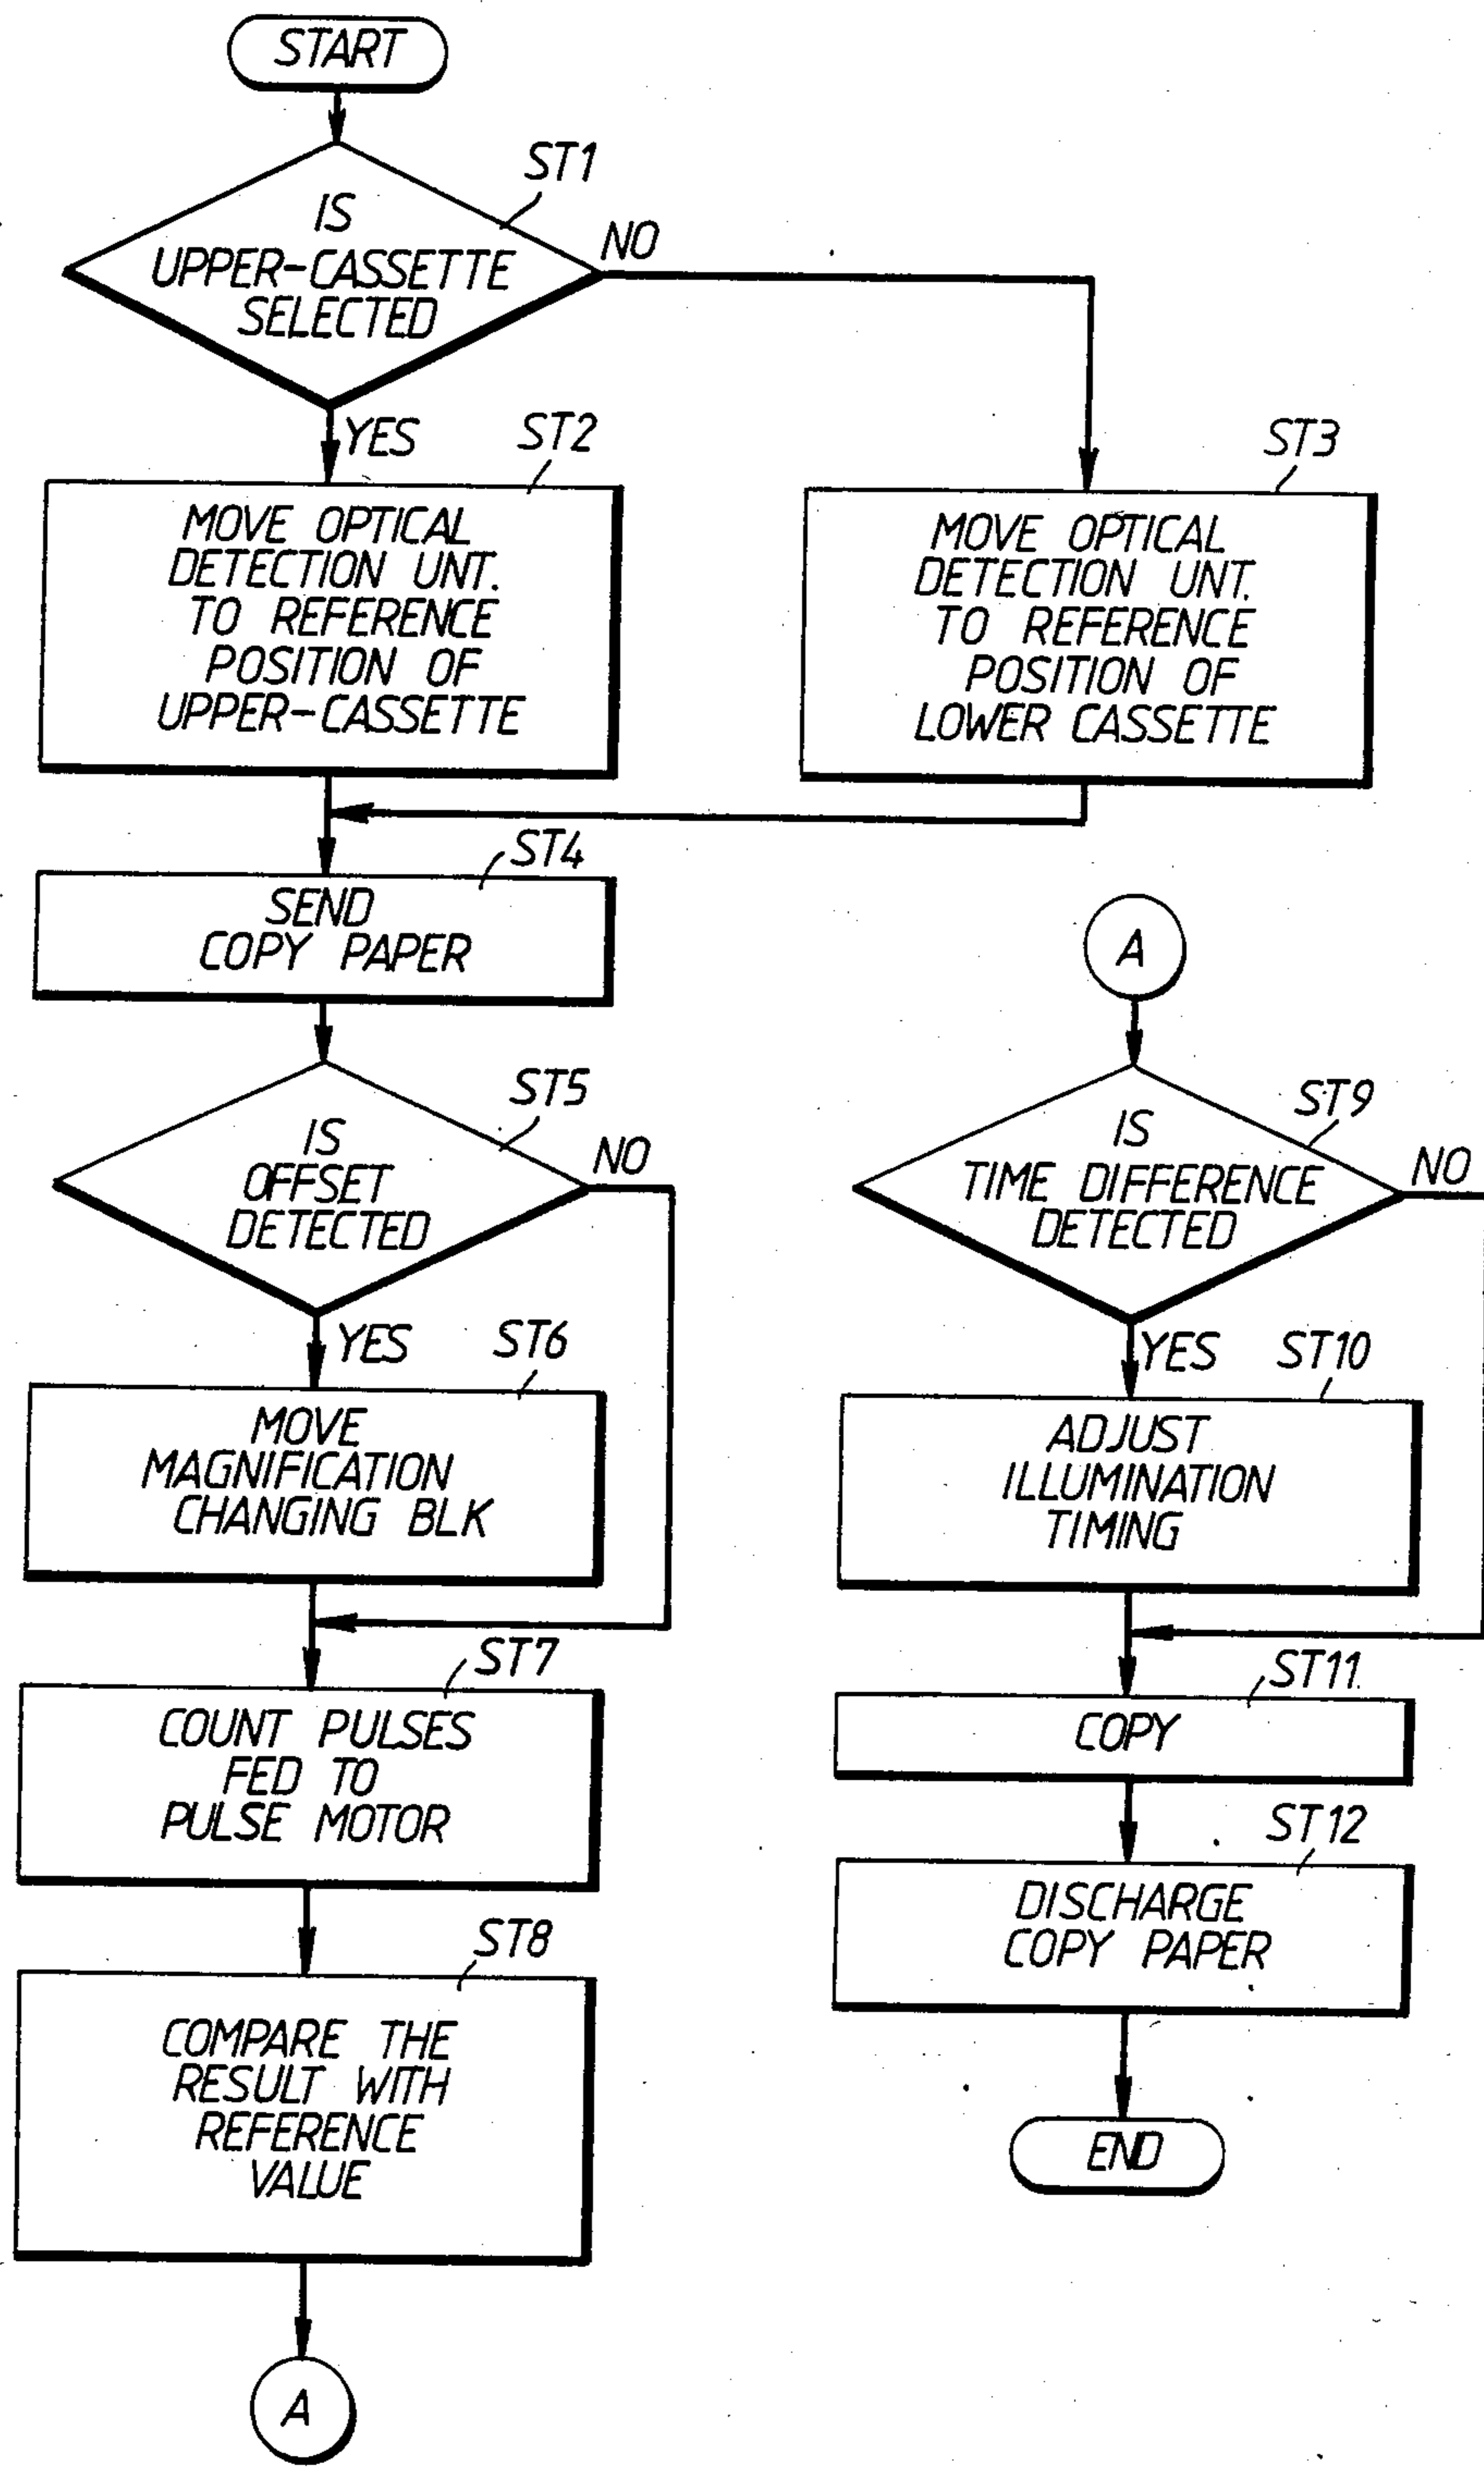 START
ST1
IS
UPPER-CASSETTE
SELECTED
NO
YES
ST2
MOVE OPTICAL
DETECTION UNT.
TO REFERENCE
POSITION OF
UPPER-CASSETTE
ST3
MOVE OPTICAL
DETECTION UNT.
TO REFERENCE
POSITION OF
LOWER CASSETTE
ST4
SEND
COPY PAPER
ST5
IS
OFFSET
DETECTED
NO
YES
ST6
MOVE
MAGNIFICATION
CHANGING BLK
ST7
COUNT PULSES
FED TO
PULSE MOTOR
ST8
COMPARE THE
RESULT WITH
REFERENCE
VALUE
A
A
ST9
IS
TIME DIFFERENCE
DETECTED
NO
YES
ST10
ADJUST
ILLUMINATION
TIMING
ST11.
COPY
ST12
DISCHARGE
COPY PAPER
END